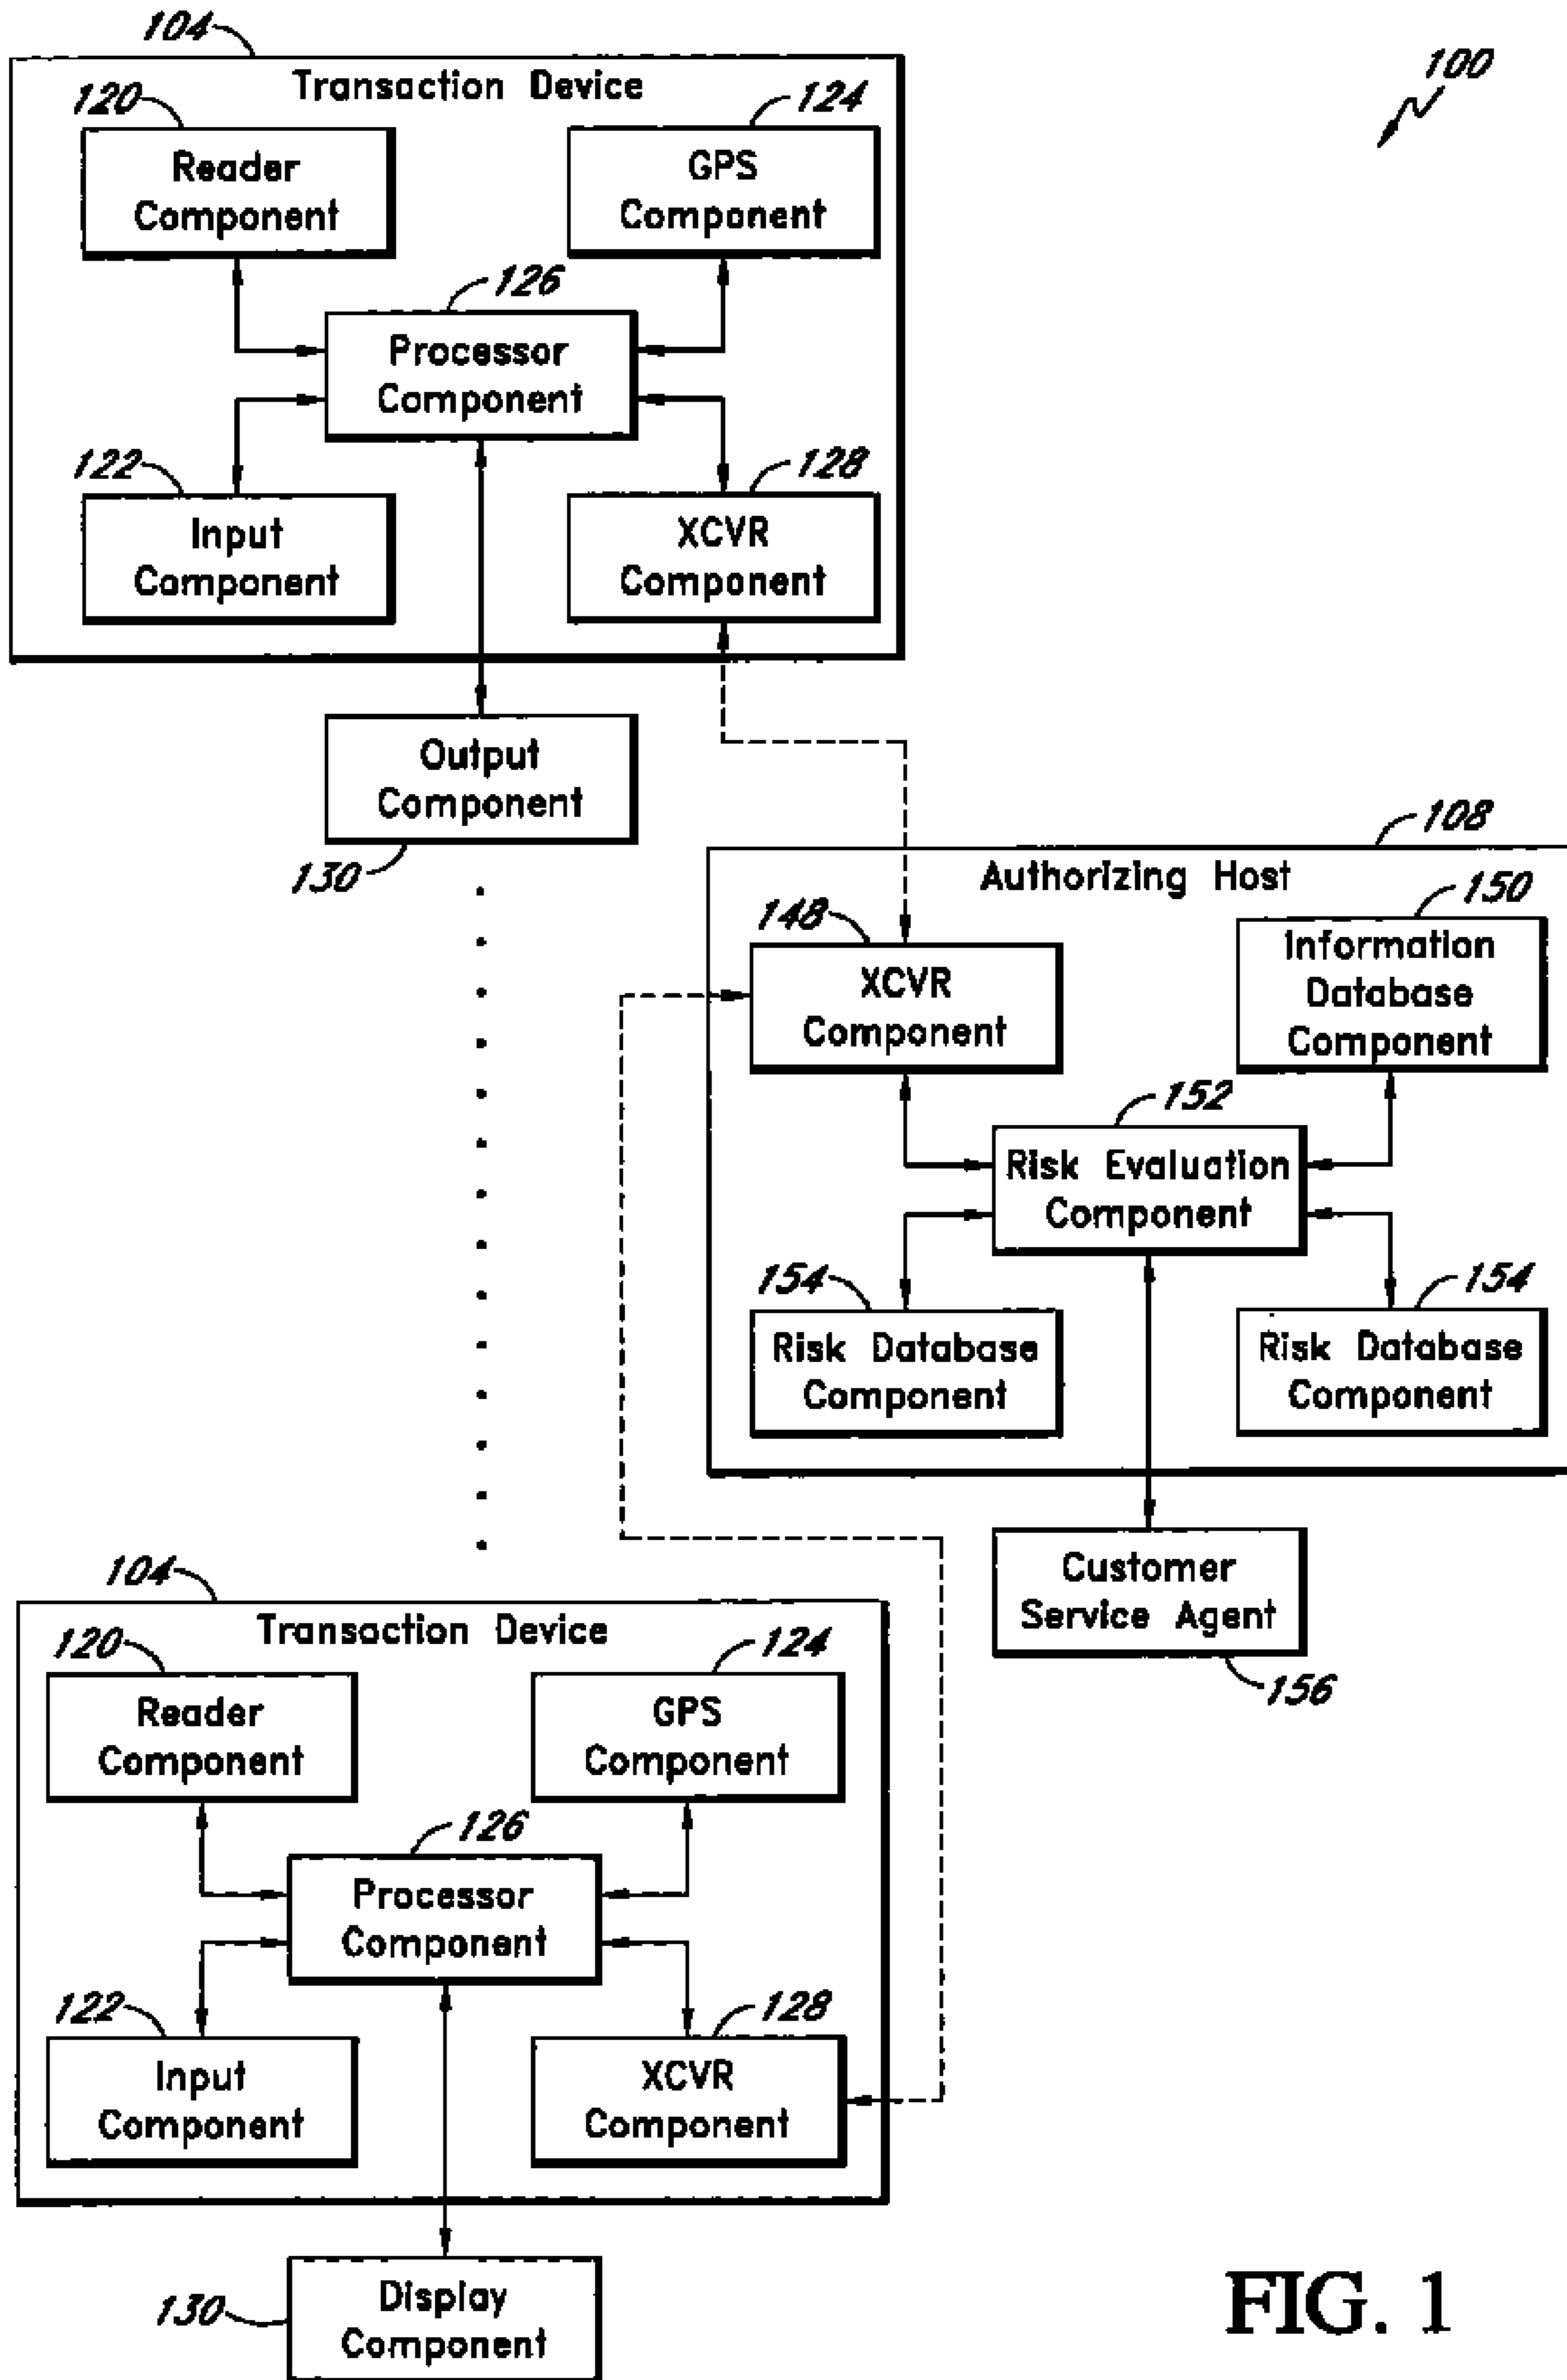 104
100
Transaction Device
120
124
Reader
Component
GPS
Component
126
Processor
Component
122
128
Input
Component
XCVR
Component
Output
Component
130
108
Authorizing Host
148
150
XCVR
Component
Information
Database
Component
152
Risk Evaluation
Component
154
154
Risk Database
Component
Risk Database
Component
Customer
Service Agent
156
104
Transaction Device
120
124
Reader
Component
GPS
Component
126
Processor
Component
122
128
Input
Component
XCVR
Component
Display
Component
130
FIG. 1